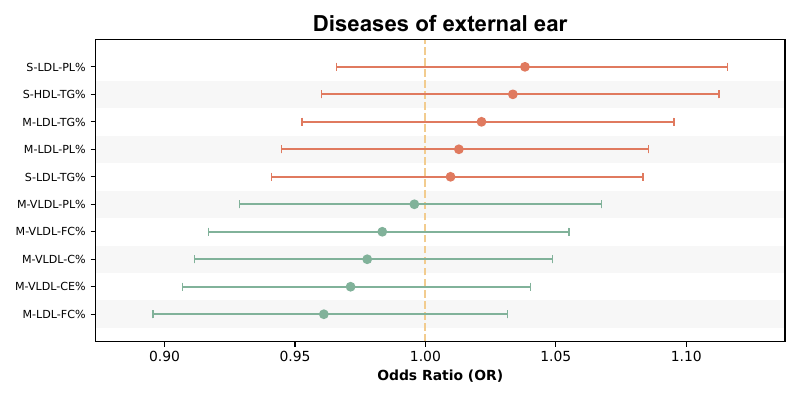 Diseases of external ear
S-LDL-PL%
S-HDL-TG%
M-LDL-TG%
M-LDL-PL%
S-LDL-TG%
M-VLDL-PL%
M-VLDL-FC%
M-VLDL-C%
M-VLDL-CE%
M-LDL-FC%
0.90 0.95 1.00 1.05 1.10
Odds Ratio (OR)